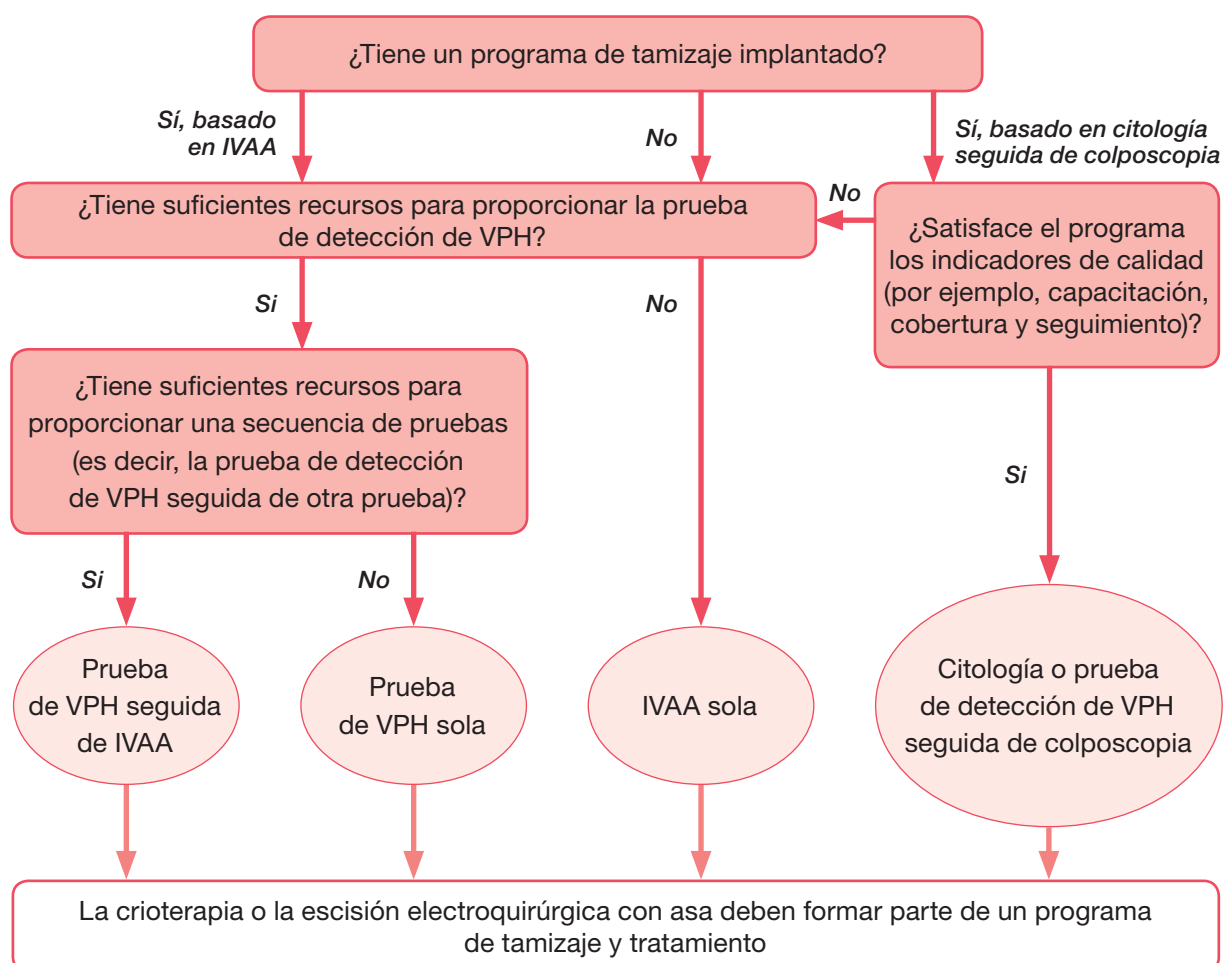 ¿Tiene un programa de tamizaje implantado?
Sí, basado
en IVAA
No
Sí, basado en citología
seguida de colposcopia
¿Tiene suficientes recursos para proporcionar la prueba
de detección de VPH?
No
¿Satisface el programa
los indicadores de calidad
(por ejemplo, capacitación,
cobertura y seguimiento)?
Si
No
¿Tiene suficientes recursos para
proporcionar una secuencia de pruebas
(es decir, la prueba de detección
de VPH seguida de otra prueba)?
Si
Si
No
Prueba
de VPH seguida
de IVAA
Prueba
de VPH sola
IVAA sola
Citología o prueba
de detección de VPH
seguida de colposcopia
La crioterapia o la escisión electroquirúrgica con asa deben formar parte de un programa
de tamizaje y tratamiento